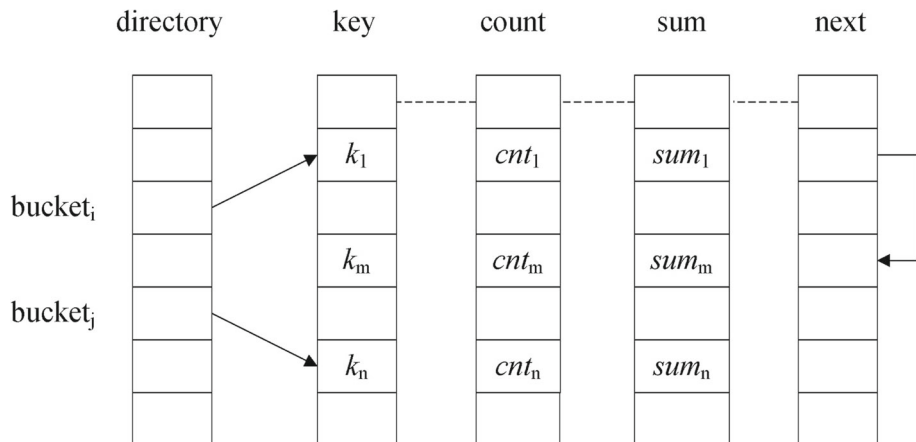 directory key count sum next
k₁ cnt₁ sum₁
bucketᵢ
kₘ cntₘ sumₘ
bucketⱼ
kₙ cntₙ sumₙ